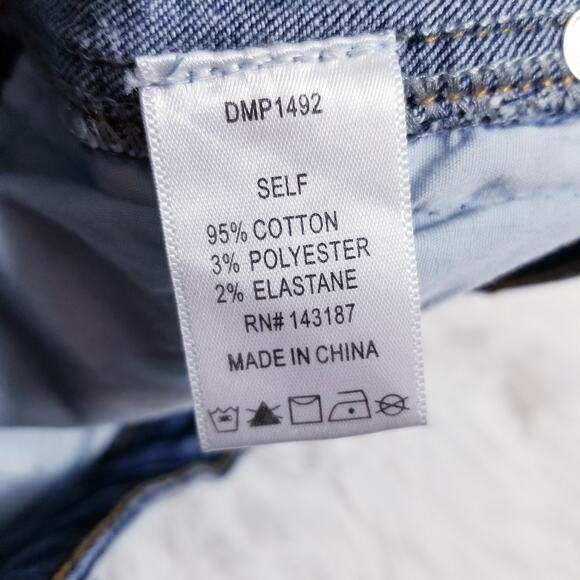 DMP1492
SELF
95% COTTON
3% POLYESTER
2% ELASTANE
RN# 143187
MADE IN CHINA